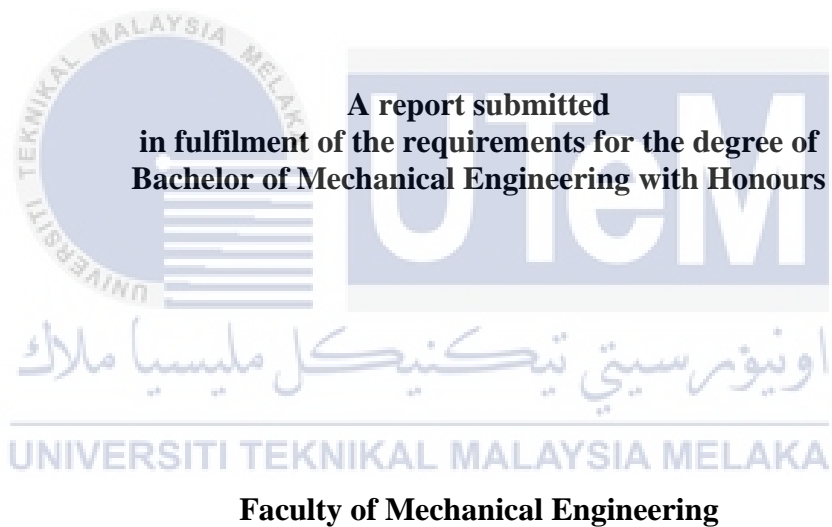 UNIVERSITI TEKNIKAL MALAYSIA MELAKA
A report submitted
in fulfilment of the requirements for the degree of
Bachelor of Mechanical Engineering with Honours
UTeM
اونيۏرسيتي تيكنيكل مليسيا ملاك
UNIVERSITI TEKNIKAL MALAYSIA MELAKA
Faculty of Mechanical Engineering